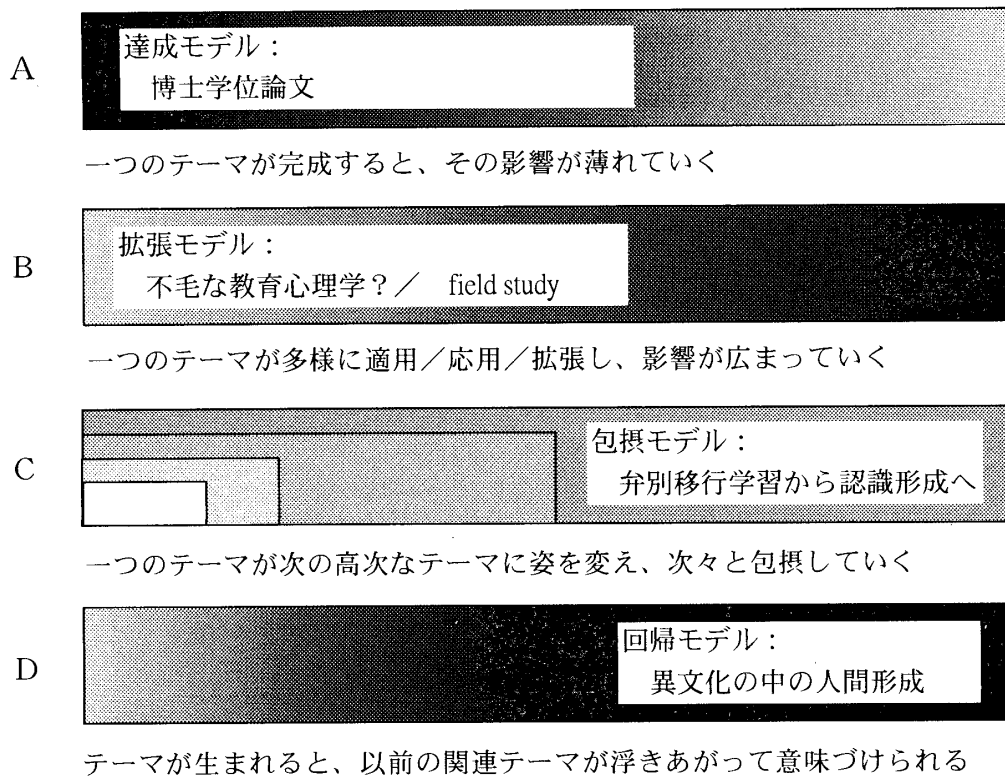 A
達成モデル：
博士学位論文
一つのテーマが完成すると、その影響が薄れていく
B
拡張モデル：
不毛な教育心理学？／　field study
一つのテーマが多様に適用／応用／拡張し、影響が広まっていく
C
包摂モデル：
弁別移行学習から認識形成へ
一つのテーマが次の高次なテーマに姿を変え、次々と包摂していく
D
回帰モデル：
異文化の中の人間形成
テーマが生まれると、以前の関連テーマが浮きあがって意味づけられる